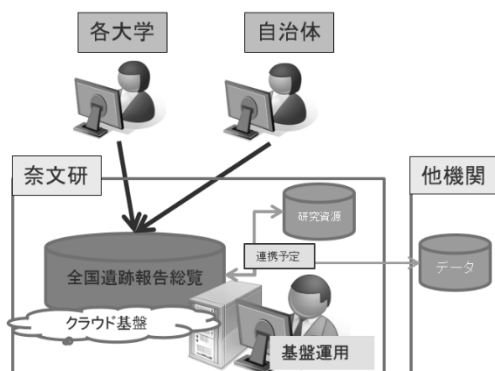 各大学
自治体
奈文研
他機関
研究資源
連携予定
データ
全国遺跡報告総覧
クラウド基盤
基盤運用